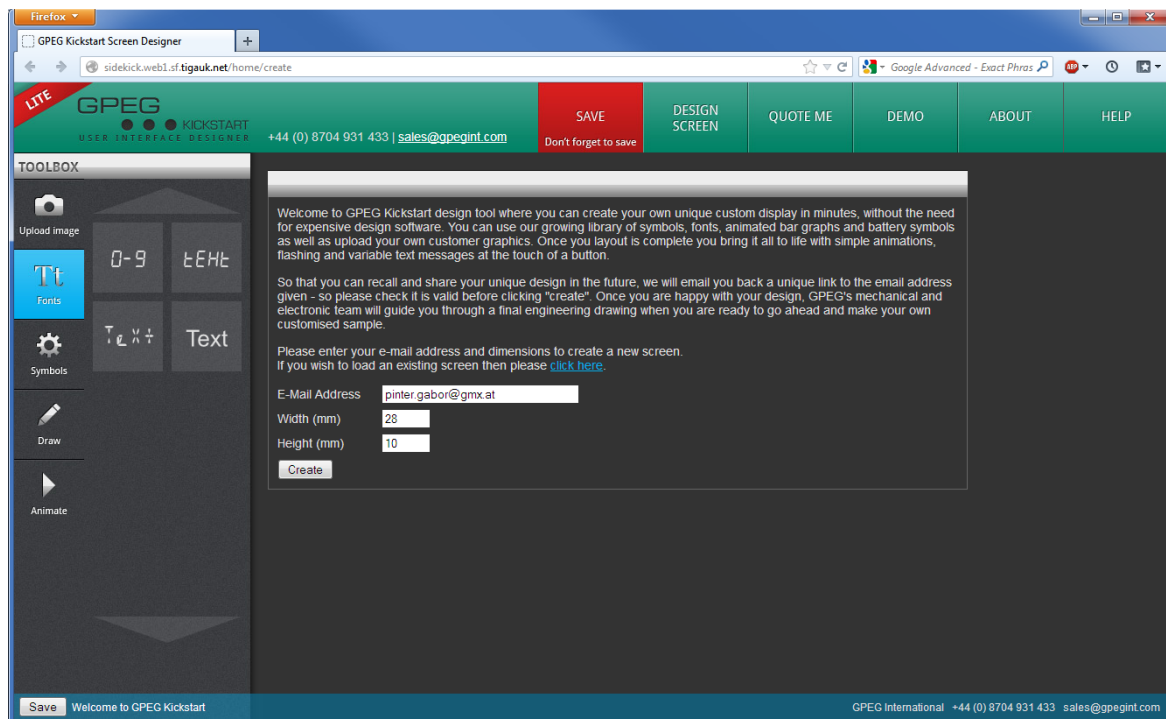 Firefox
GPEG Kickstart Screen Designer
sidekick.web1.sf.tigauk.net/home/create
Google Advanced - Exact Phras
ABP
LITE
GPEG
KICKSTART
USER INTERFACE DESIGNER
+44 (0) 8704 931 433 | sales@gpegint.com
SAVE
Don't forget to save
DESIGN
SCREEN
QUOTE ME
DEMO
ABOUT
HELP
TOOLBOX
Upload image
Tt
Fonts
Symbols
Draw
Animate
0-9
tEHt
Text
Text
Welcome to GPEG Kickstart design tool where you can create your own unique custom display in minutes, without the need
for expensive design software. You can use our growing library of symbols, fonts, animated bar graphs and battery symbols
as well as upload your own customer graphics. Once you layout is complete you bring it all to life with simple animations,
flashing and variable text messages at the touch of a button.
So that you can recall and share your unique design in the future, we will email you back a unique link to the email address
given - so please check it is valid before clicking "create". Once you are happy with your design, GPEG's mechanical and
electronic team will guide you through a final engineering drawing when you are ready to go ahead and make your own
customised sample.
Please enter your e-mail address and dimensions to create a new screen.
If you wish to load an existing screen then please click here.
E-Mail Address pinter.gabor@gmx.at
Width (mm) 28
Height (mm) 10
Create
Save Welcome to GPEG Kickstart
GPEG International +44 (0) 8704 931 433 sales@gpegint.com